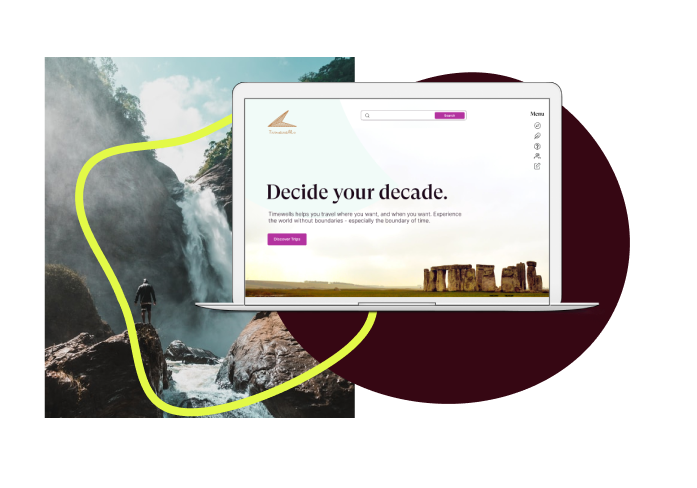 Search
Menu
Timewells
Decide your decade.
Timewells helps you travel where you want, and when you want. Experience
the world without boundaries - especially the boundary of time.
Discover Trips